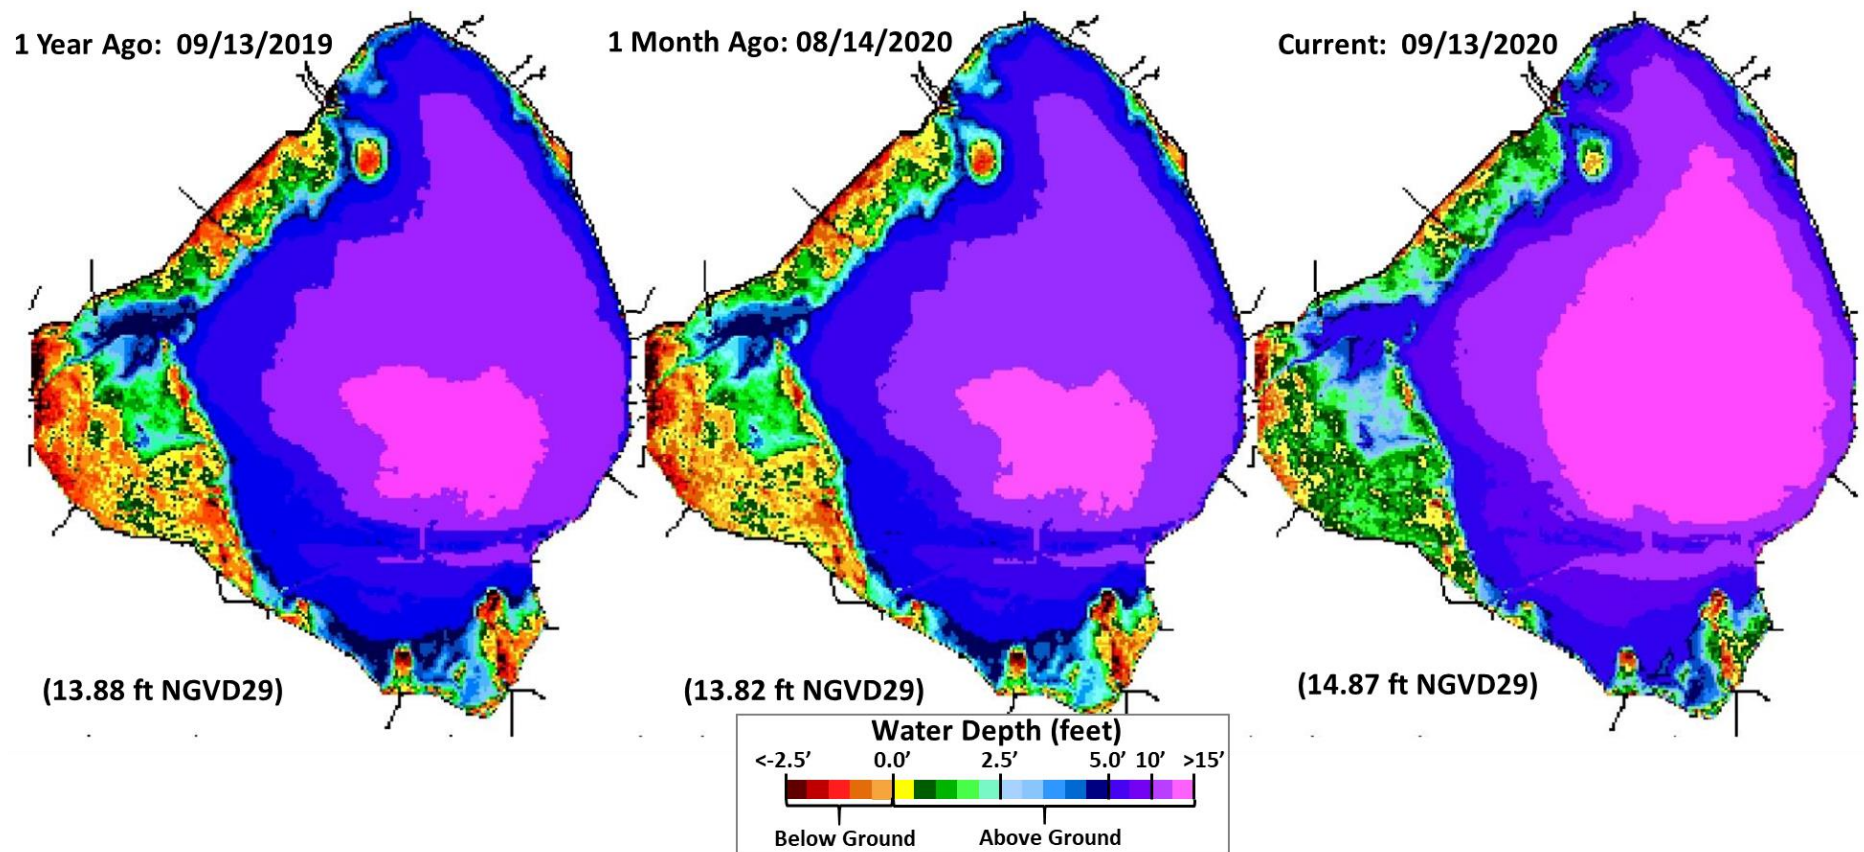 1 Year Ago: 09/13/2019
1 Month Ago: 08/14/2020
Current: 09/13/2020
(13.88 ft NGVD29)
(13.82 ft NGVD29)
(14.87 ft NGVD29)
Water Depth (feet)
<-2.5’ 0.0’ 2.5’ 5.0’ 10’ >15’
Below Ground Above Ground